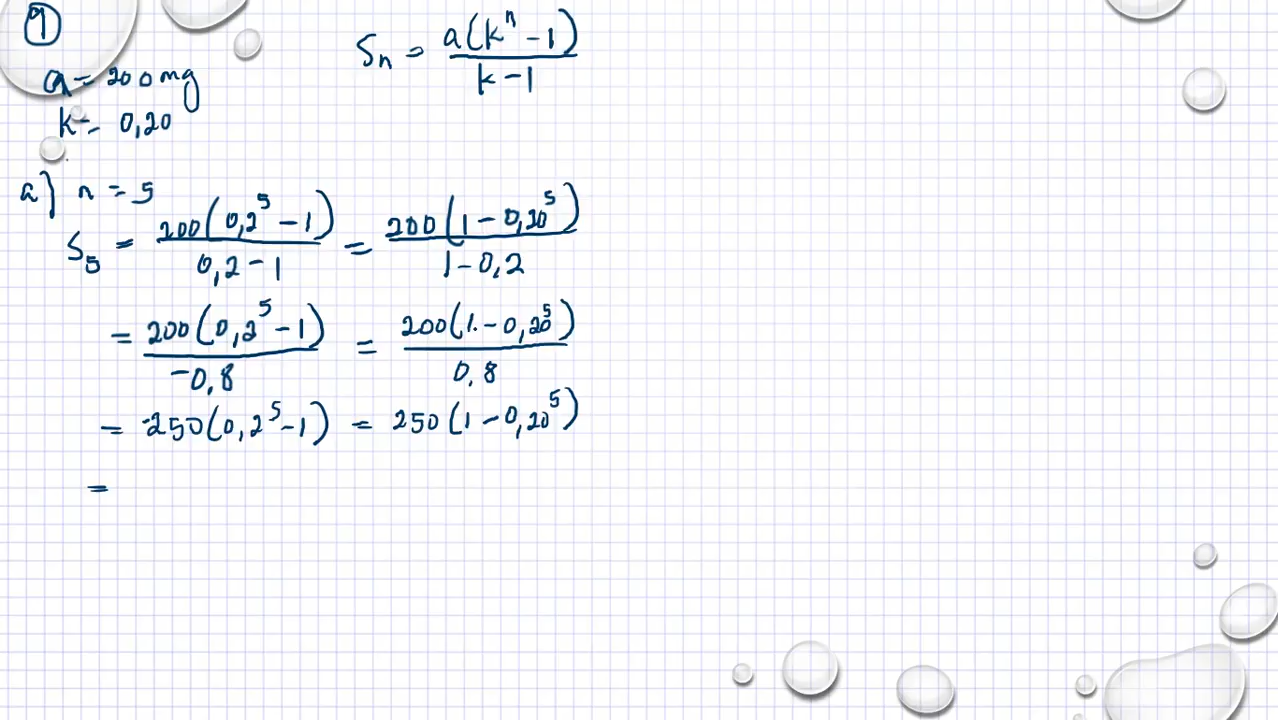 9
Sn = a(k^n - 1) / k - 1
a = 200mg
k = 0,20
a) n = 5
S5 = 200(0,2^5 - 1) / 0,2 - 1 = 200(1 - 0,20^5) / 1 - 0,2
= 200(0,2^5 - 1) / -0,8 = 200(1 - 0,20^5) / 0,8
= -250(0,2^5 - 1) = 250(1 - 0,20^5)
=